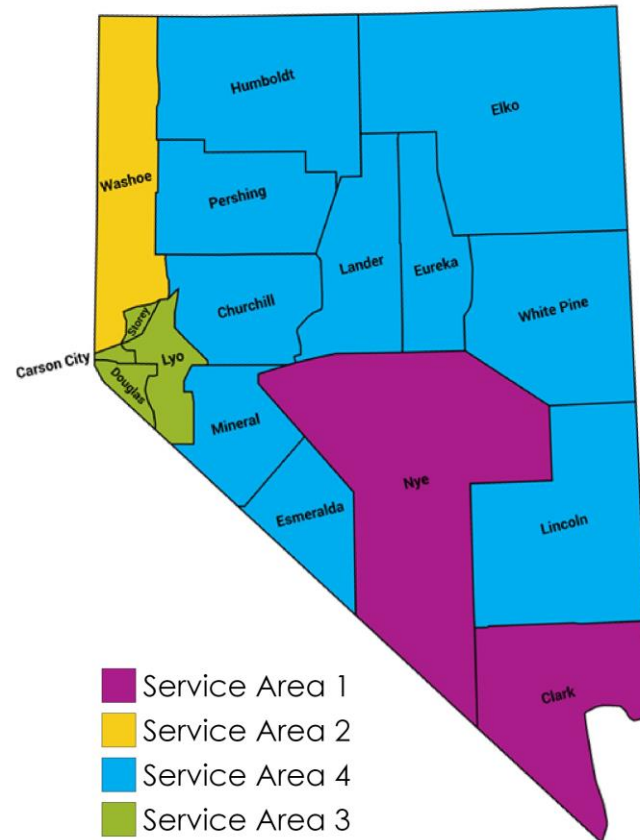 Humboldt
Elko
Washoe
Pershing
Lander
Eureka
Churchill
White Pine
Storey
Carson City
Lyo
Douglas
Mineral
Nye
Esmeralda
Lincoln
Clark
Service Area 1
Service Area 2
Service Area 4
Service Area 3